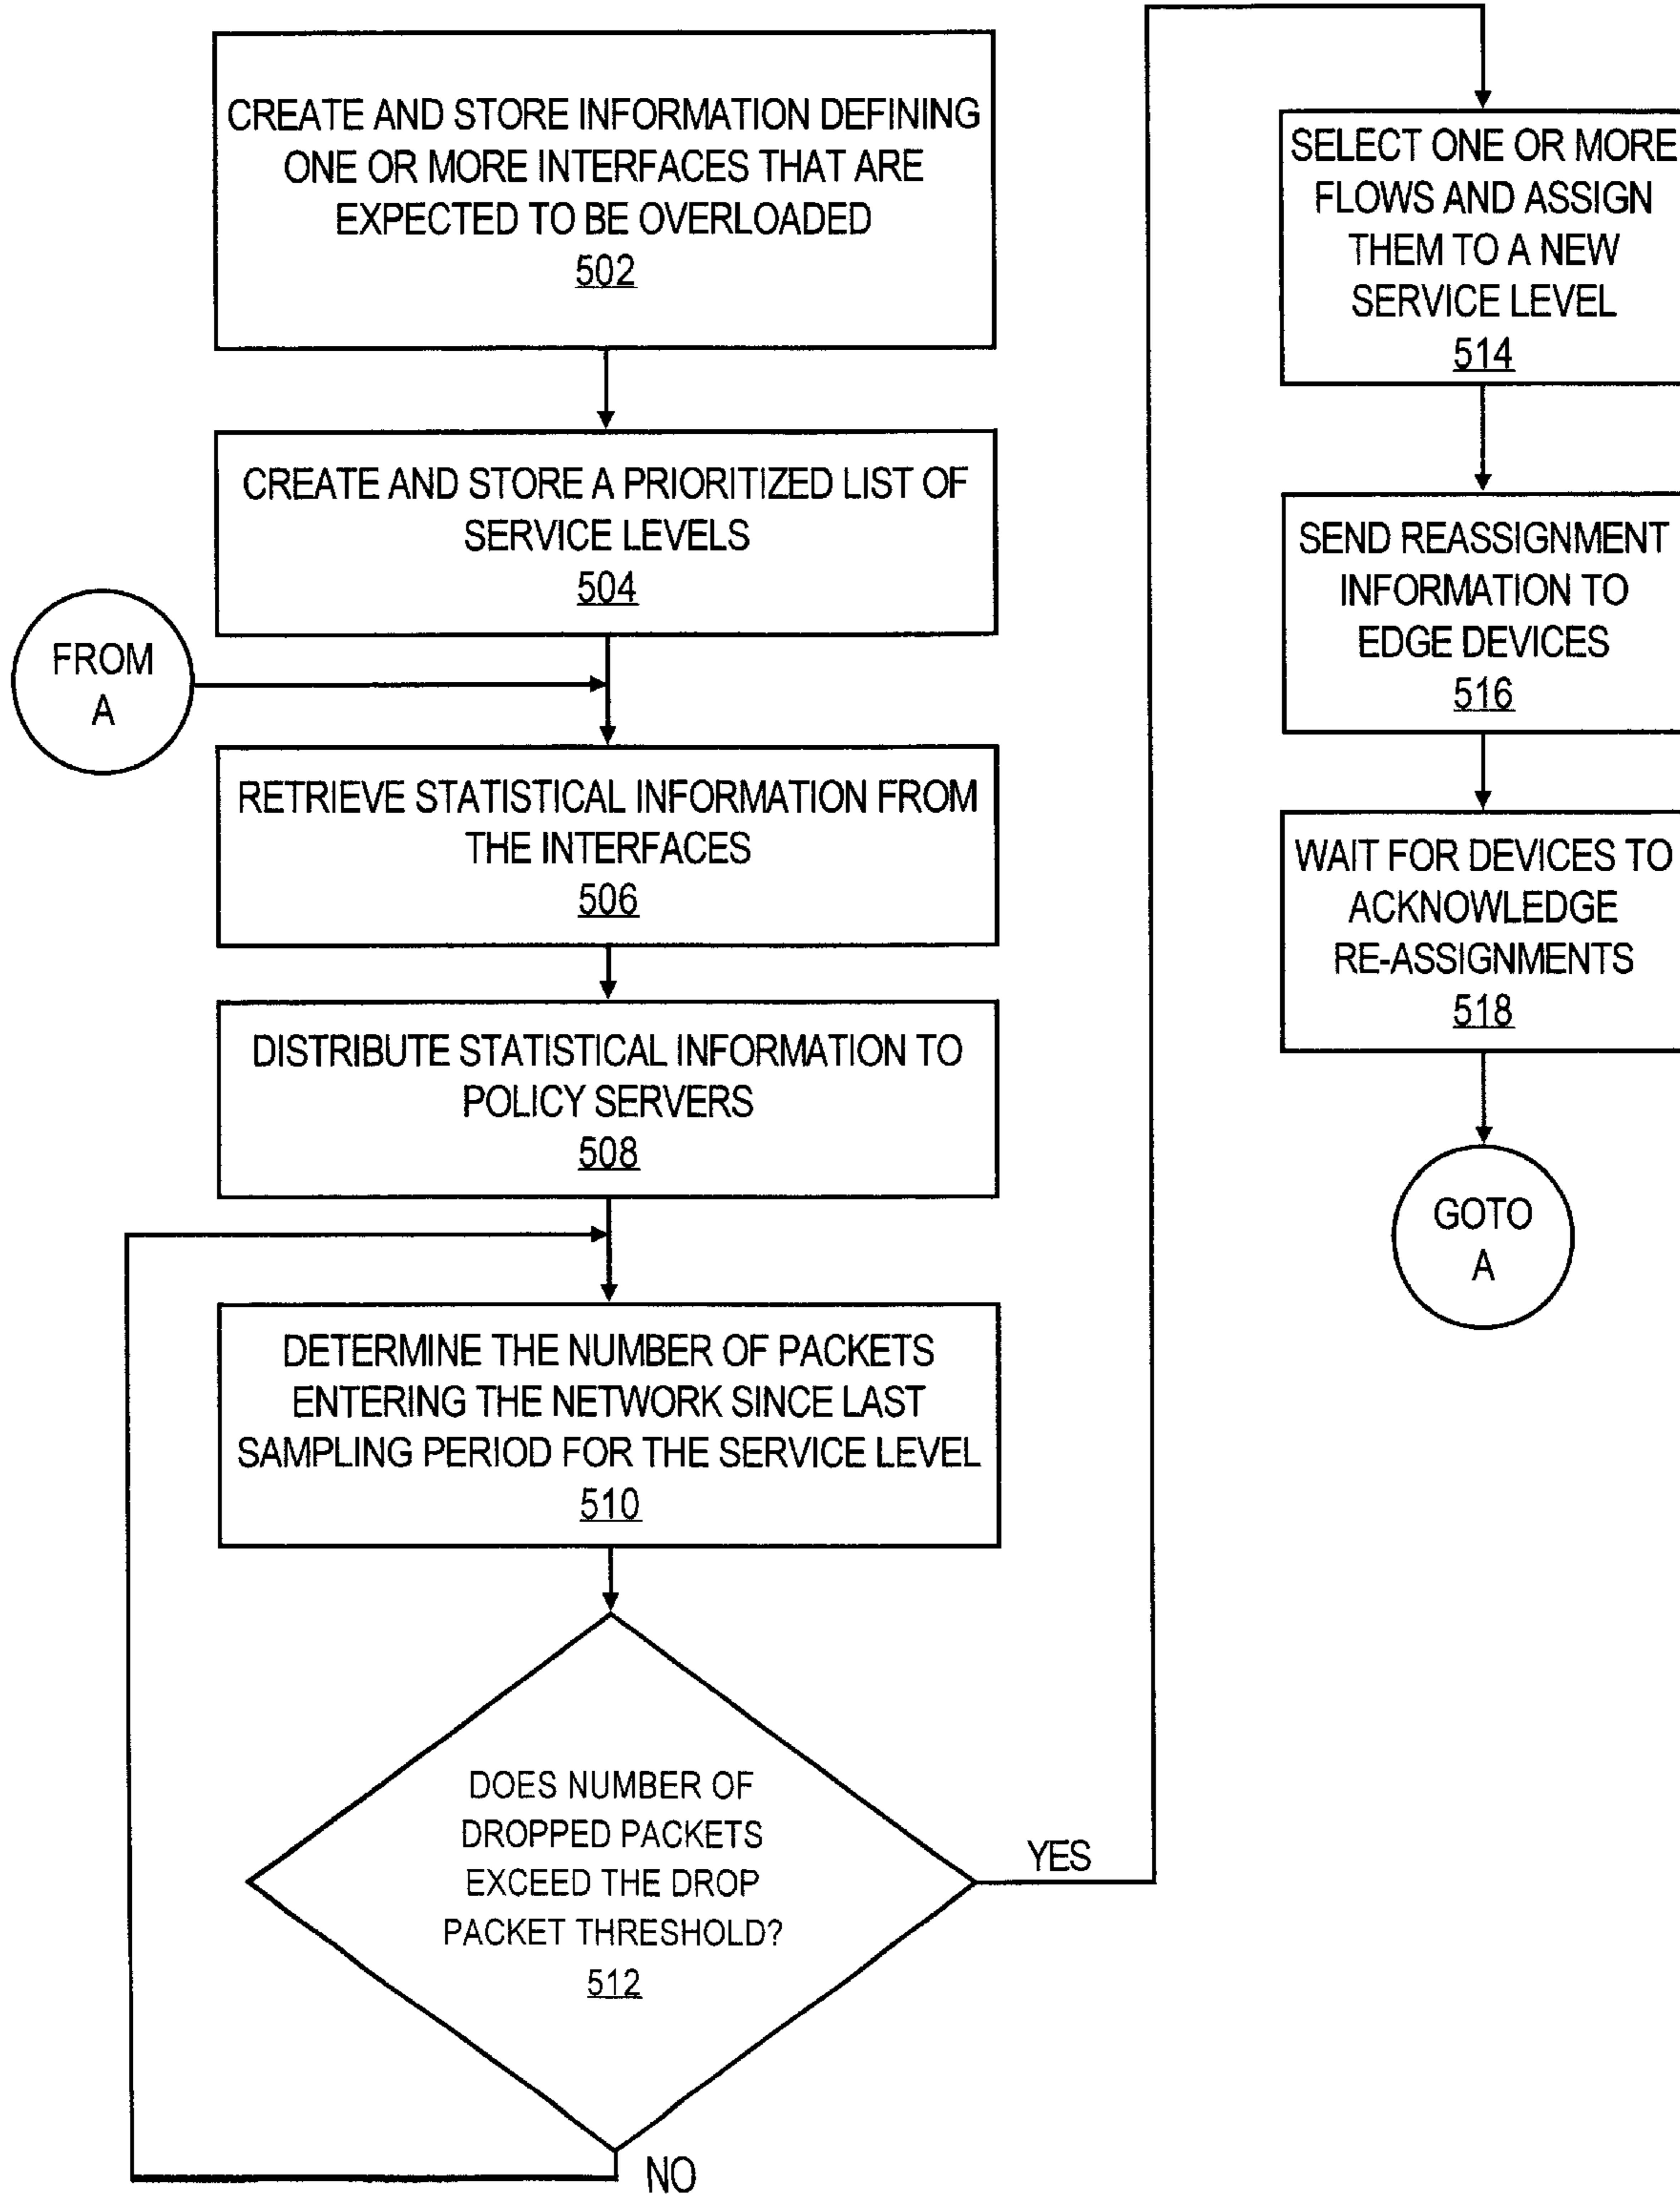 CREATE AND STORE INFORMATION DEFINING
ONE OR MORE INTERFACES THAT ARE
EXPECTED TO BE OVERLOADED
502
CREATE AND STORE A PRIORITIZED LIST OF
SERVICE LEVELS
504
FROM
A
RETRIEVE STATISTICAL INFORMATION FROM
THE INTERFACES
506
DISTRIBUTE STATISTICAL INFORMATION TO
POLICY SERVERS
508
DETERMINE THE NUMBER OF PACKETS
ENTERING THE NETWORK SINCE LAST
SAMPLING PERIOD FOR THE SERVICE LEVEL
510
DOES NUMBER OF
DROPPED PACKETS
EXCEED THE DROP
PACKET THRESHOLD?
512
YES
NO
SELECT ONE OR MORE
FLOWS AND ASSIGN
THEM TO A NEW
SERVICE LEVEL
514
SEND REASSIGNMENT
INFORMATION TO
EDGE DEVICES
516
WAIT FOR DEVICES TO
ACKNOWLEDGE
RE-ASSIGNMENTS
518
GOTO
A